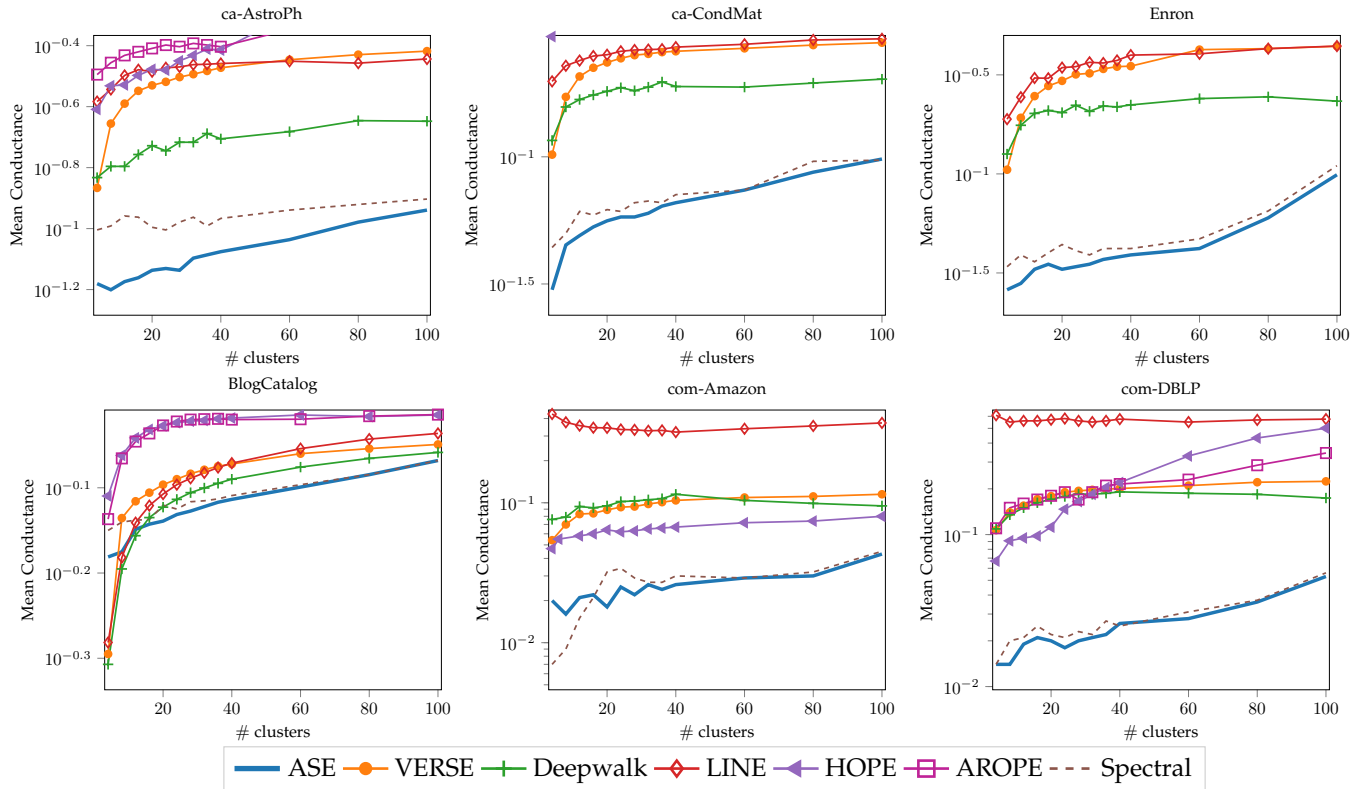 ca-AstroPh
ca-CondMat
Enron
Mean Conductance
10^−0.4
10^−0.6
10^−0.8
10^−1
10^−1.2
20 40 60 80 100
# clusters
Mean Conductance
10^−1
10^−1.5
20 40 60 80 100
# clusters
Mean Conductance
10^−0.5
10^−1
10^−1.5
20 40 60 80 100
# clusters
BlogCatalog
com-Amazon
com-DBLP
Mean Conductance
10^−0.1
10^−0.2
10^−0.3
20 40 60 80 100
# clusters
Mean Conductance
10^−1
10^−2
20 40 60 80 100
# clusters
Mean Conductance
10^−1
10^−2
20 40 60 80 100
# clusters
ASE VERSE Deepwalk LINE HOPE AROPE Spectral